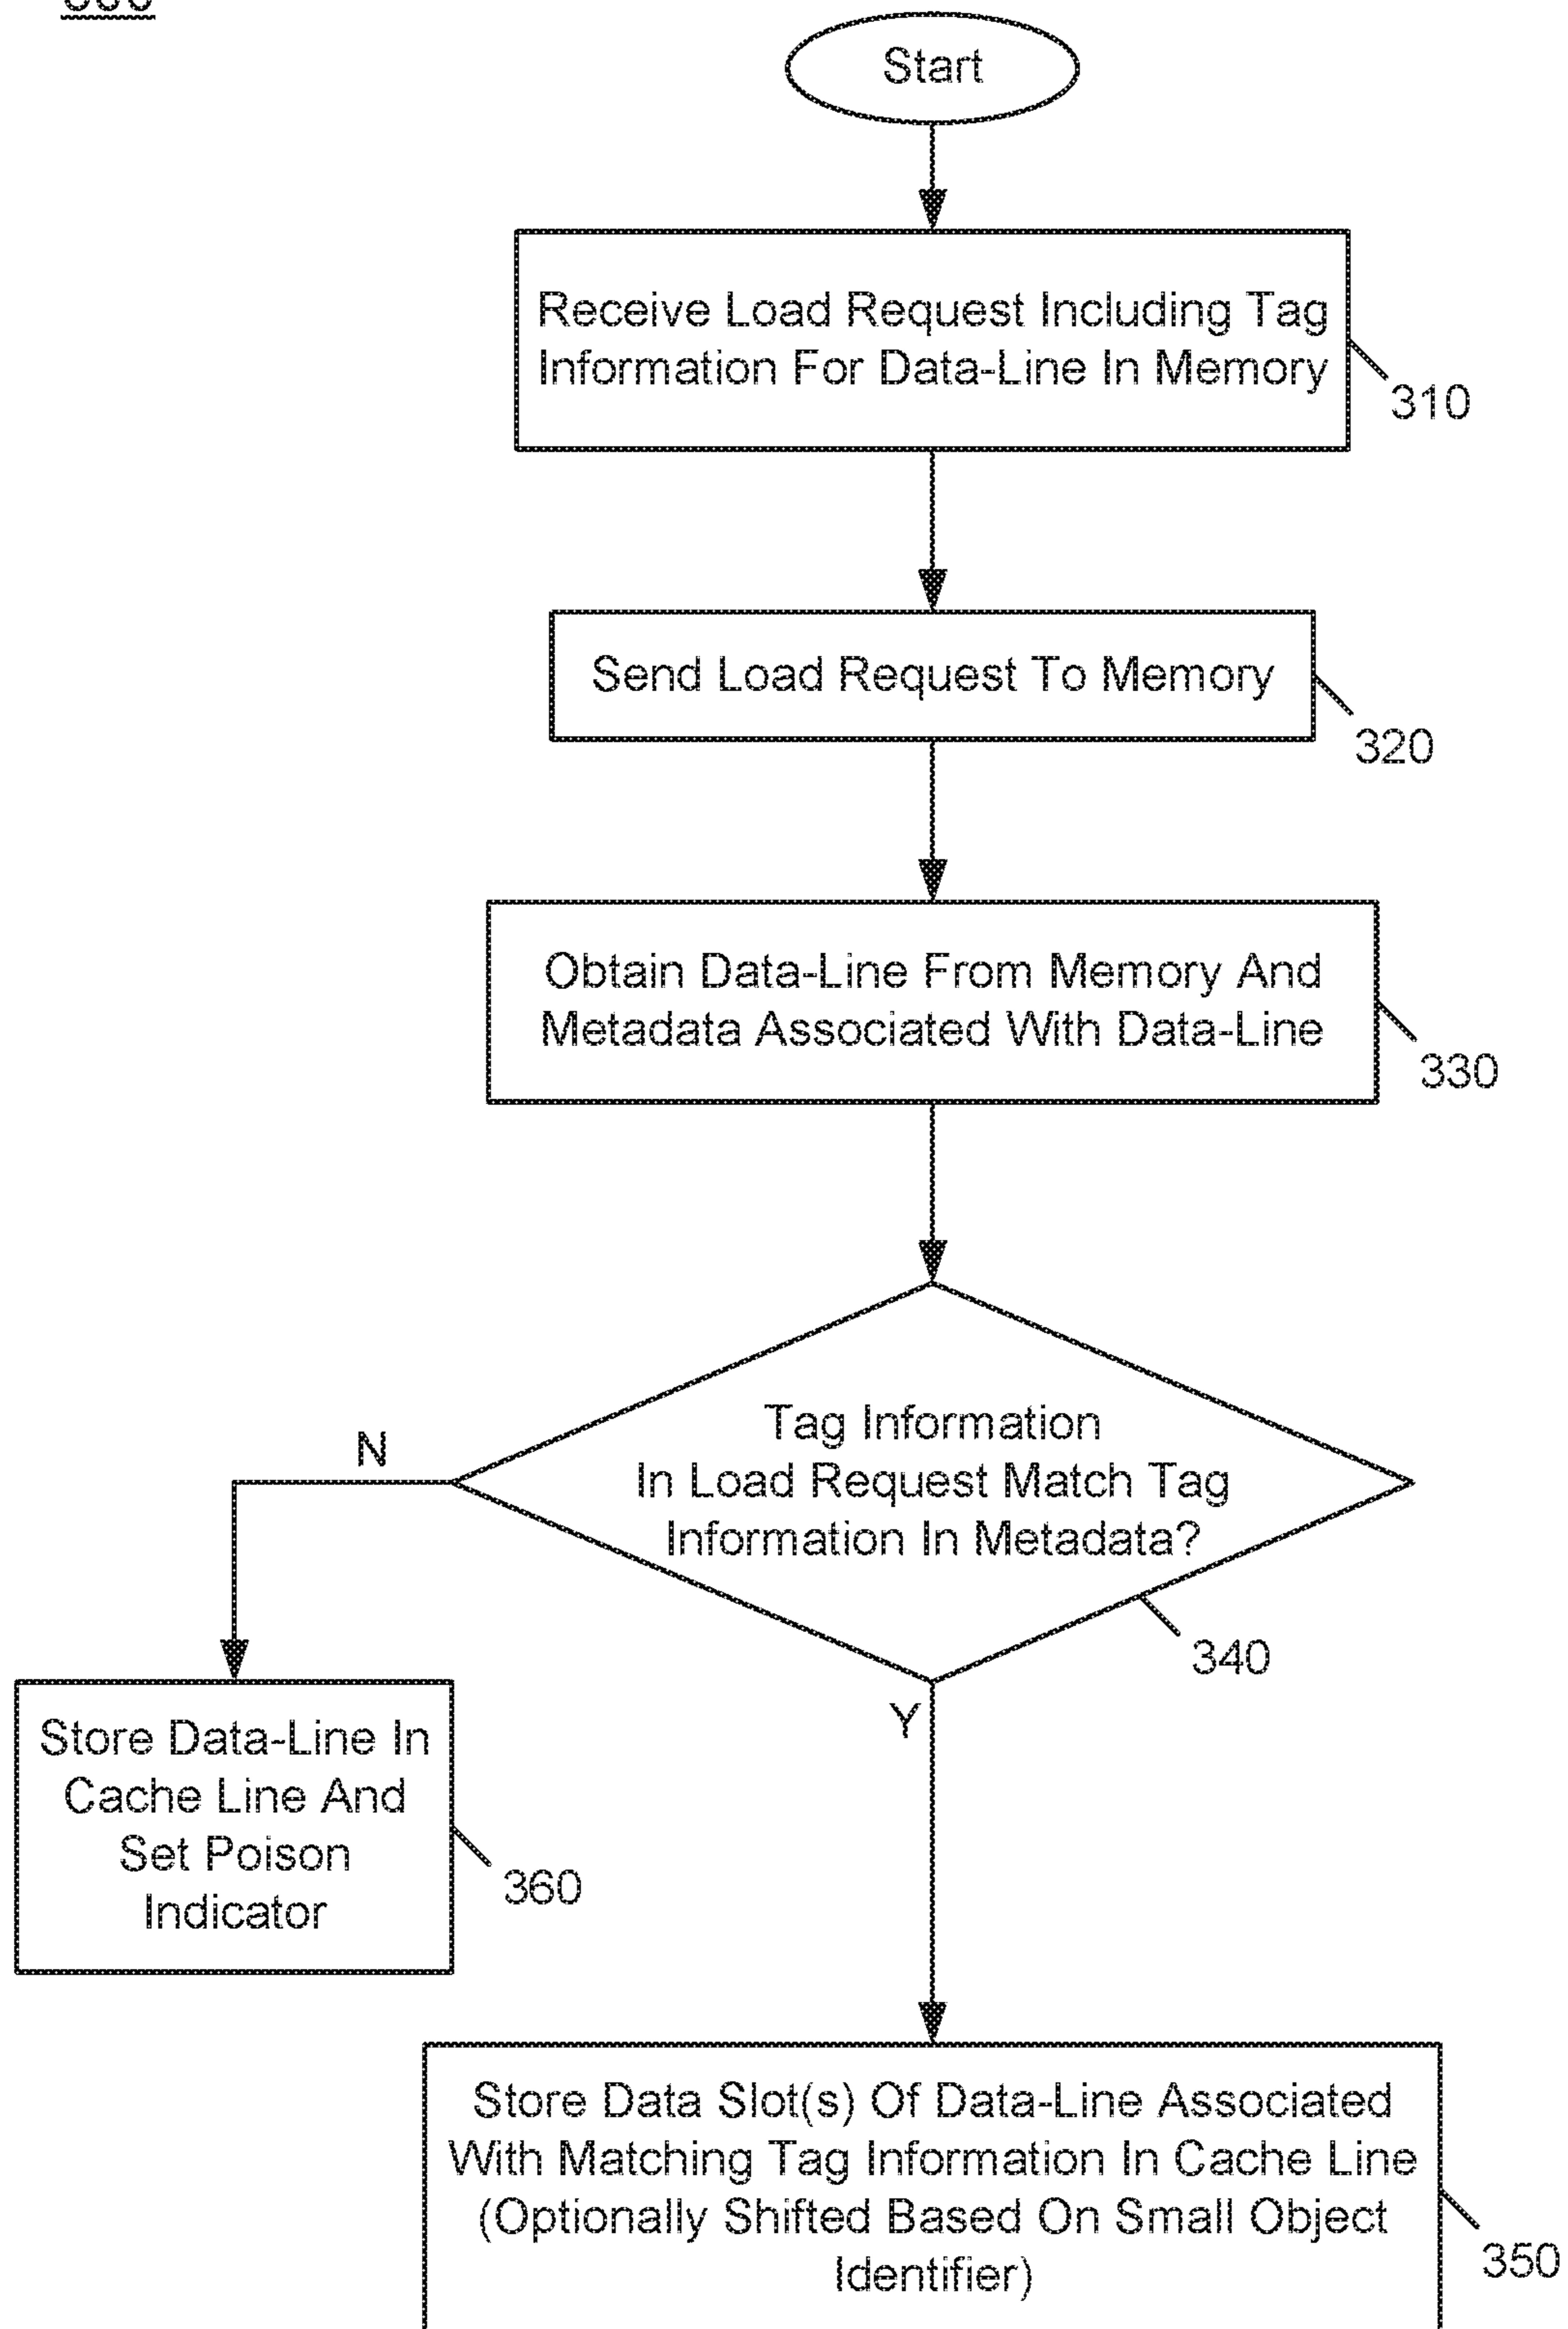 Start
Receive Load Request Including Tag
Information For Data-Line In Memory
310
Send Load Request To Memory
320
Obtain Data-Line From Memory And
Metadata Associated With Data-Line
330
Tag Information
In Load Request Match Tag
Information In Metadata?
340
N
Y
Store Data-Line In
Cache Line And
Set Poison
Indicator
360
Store Data Slot(s) Of Data-Line Associated
With Matching Tag Information In Cache Line
(Optionally Shifted Based On Small Object
Identifier)
350